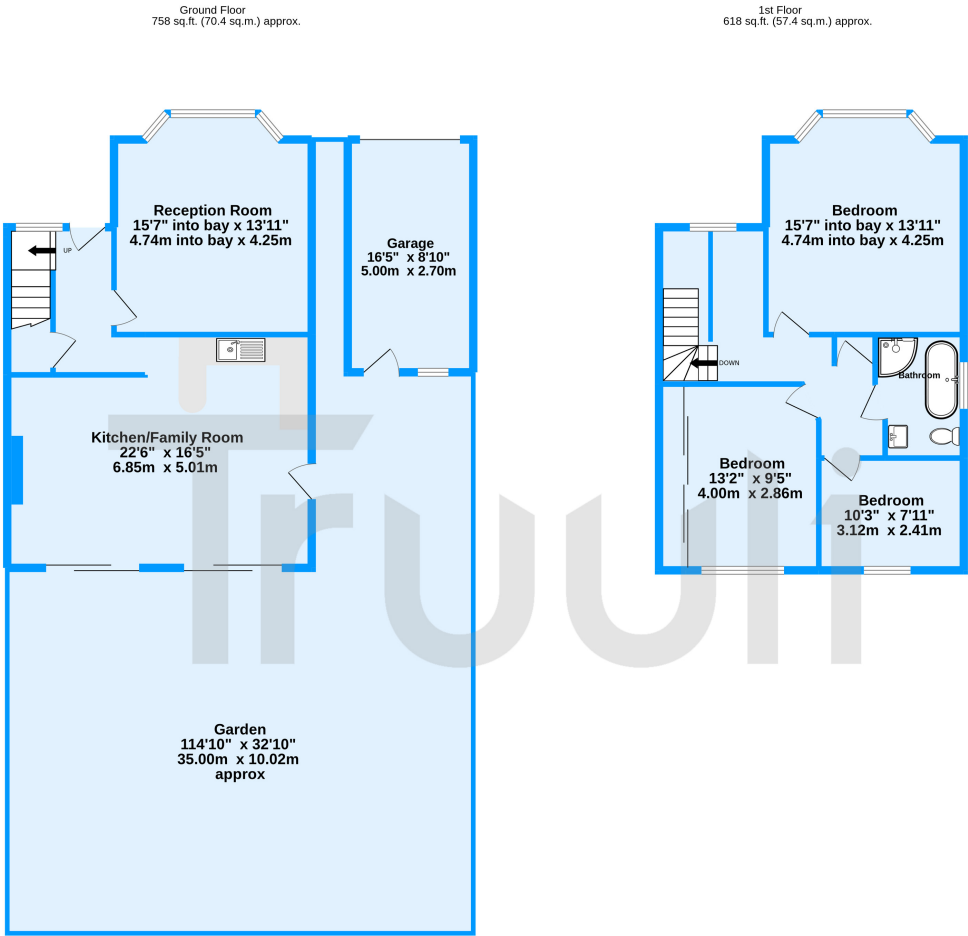 Ground Floor
758 sq.ft. (70.4 sq.m.) approx.
1st Floor
618 sq.ft. (57.4 sq.m.) approx.
Reception Room
15'7" into bay x 13'11"
4.74m into bay x 4.25m
Garage
16'5" x 8'10"
5.00m x 2.70m
UP
Kitchen/Family Room
22'6" x 16'5"
6.85m x 5.01m
Garden
114'10" x 32'10"
35.00m x 10.02m
approx
Bedroom
15'7" into bay x 13'11"
4.74m into bay x 4.25m
DOWN
Bathroom
Bedroom
13'2" x 9'5"
4.00m x 2.86m
Bedroom
10'3" x 7'11"
3.12m x 2.41m
Truuli